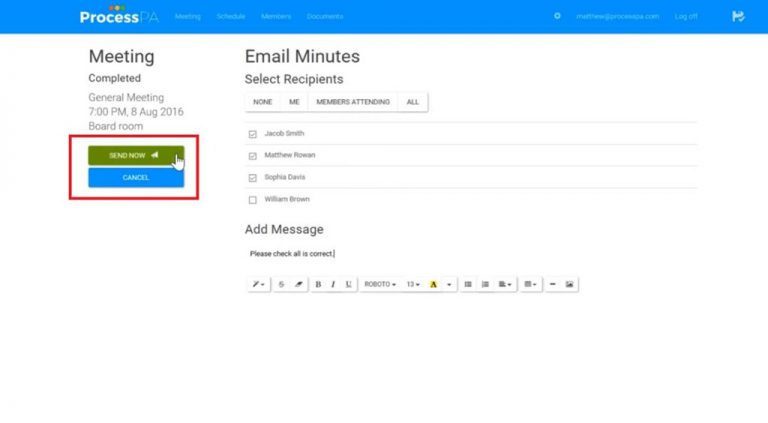 ProcessPA Meeting Schedule Members Documents matthew@processpa.com Log off
Meeting
Completed
General Meeting
7:00 PM, 8 Aug 2016
Board room
SEND NOW
CANCEL
Email Minutes
Select Recipients
NONE ME MEMBERS ATTENDING ALL
Jacob Smith
Matthew Rowan
Sophia Davis
William Brown
Add Message
Please check all is correct.
S B I U ROBOTO 13 A